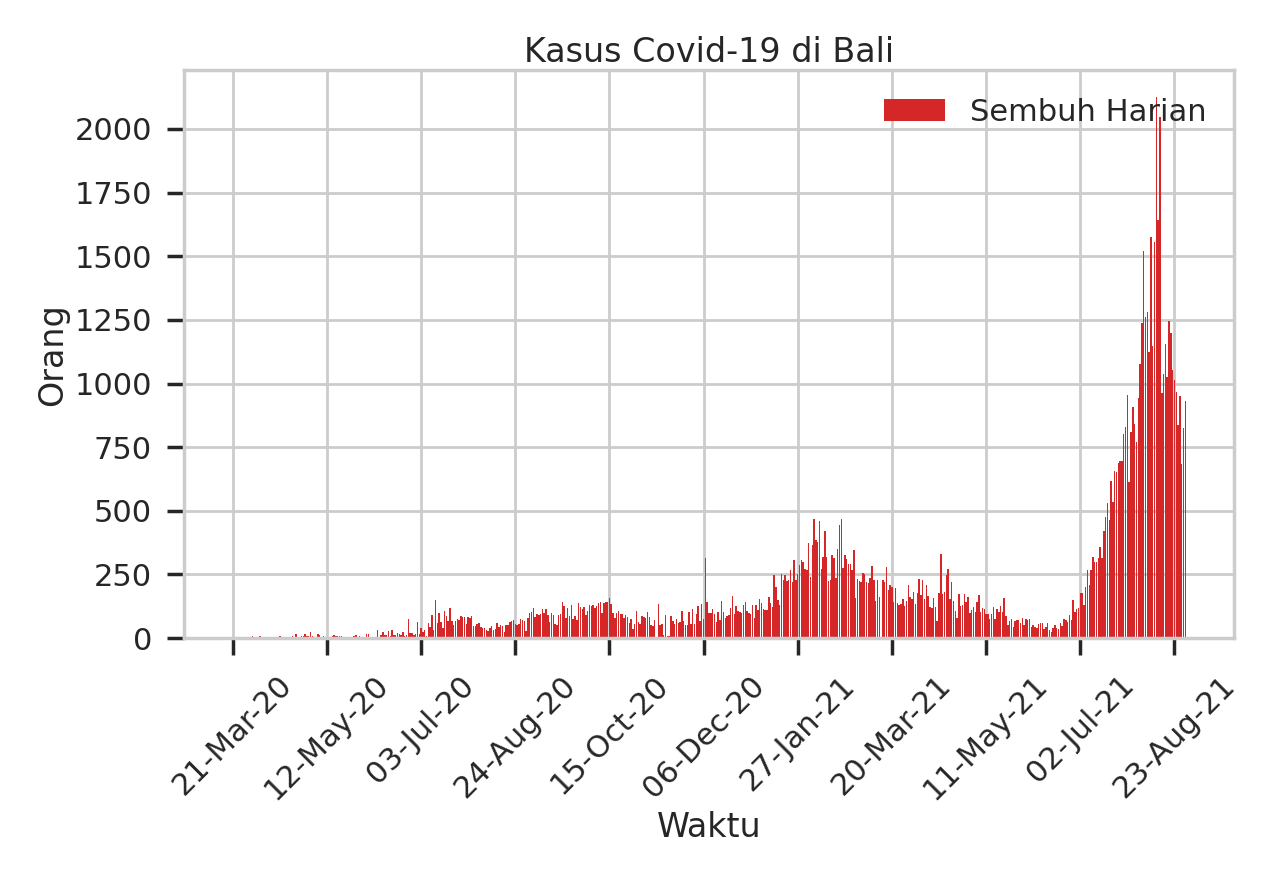 Kasus Covid-19 di Bali
Sembuh Harian
Orang
2000
1750
1500
1250
1000
750
500
250
0
21-Mar-20
12-May-20
03-Jul-20
24-Aug-20
15-Oct-20
06-Dec-20
27-Jan-21
20-Mar-21
11-May-21
02-Jul-21
23-Aug-21
Waktu